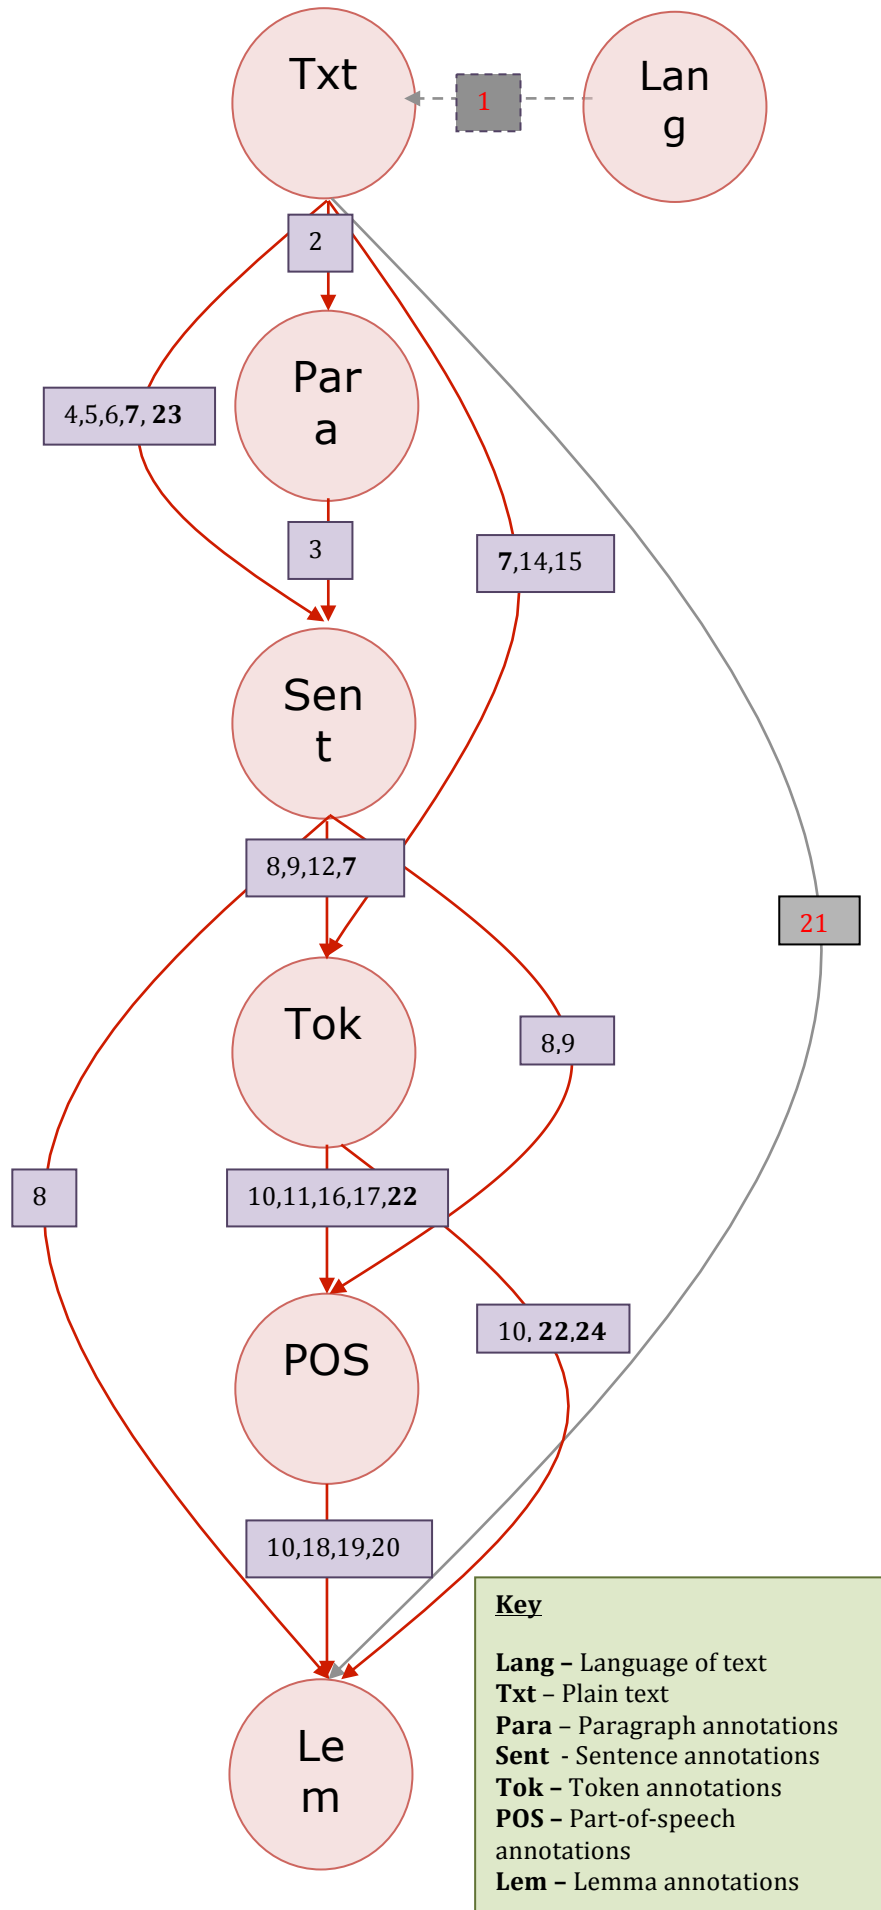 Txt
1
Lan
g
2
Par
a
4,5,6,7, 23
3
7,14,15
Sen
t
8,9,12,7
21
Tok
8,9
8
10,11,16,17,22
10, 22,24
POS
10,18,19,20
Le
m
Key
Lang – Language of text
Txt – Plain text
Para – Paragraph annotations
Sent - Sentence annotations
Tok – Token annotations
POS – Part-of-speech
annotations
Lem – Lemma annotations